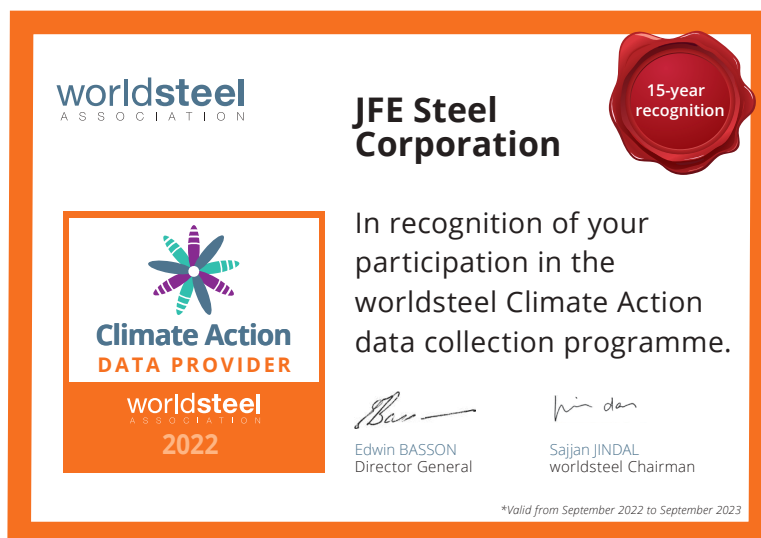 worldsteel
ASSOCIATION
JFE Steel
Corporation
15-year
recognition
In recognition of your
participation in the
worldsteel Climate Action
data collection programme.
Climate Action
DATA PROVIDER
worldsteel
ASSOCIATION
2022
Edwin BASSON
Director General
Sajjan JINDAL
worldsteel Chairman
*Valid from September 2022 to September 2023